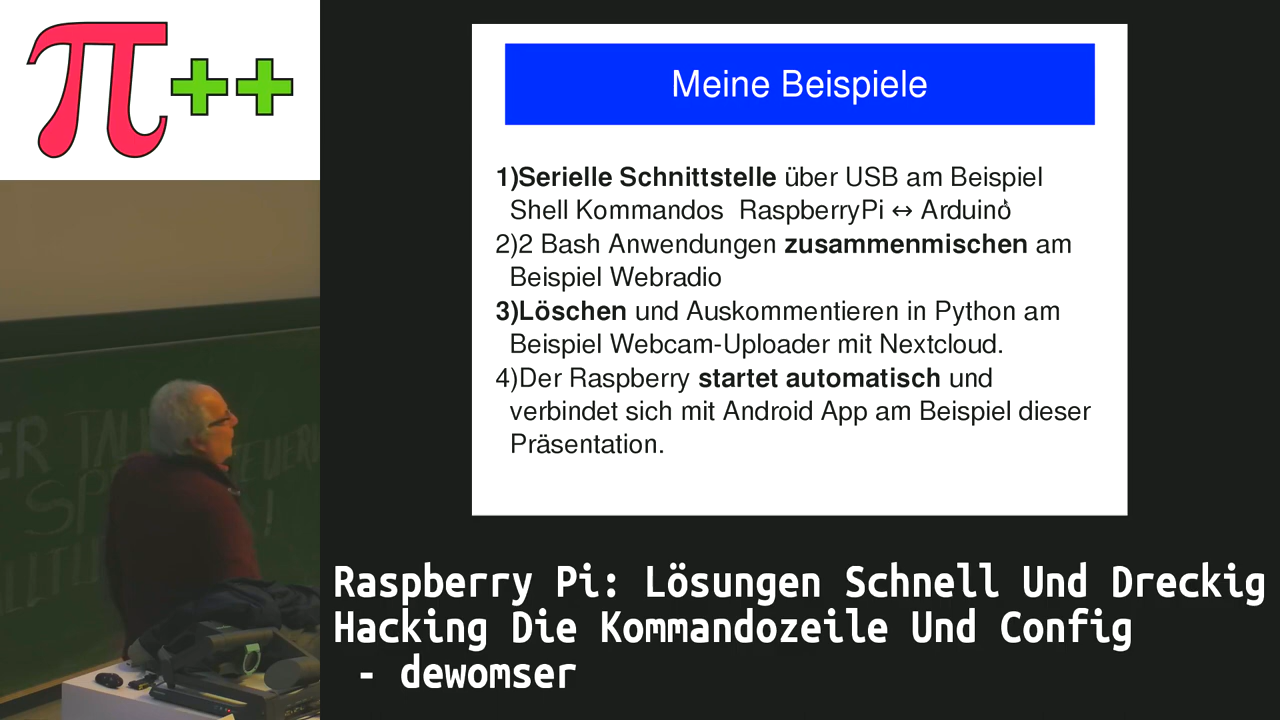 π++
Meine Beispiele
1)Serielle Schnittstelle über USB am Beispiel
Shell Kommandos RaspberryPi ↔ Arduino
2)2 Bash Anwendungen zusammenmischen am
Beispiel Webradio
3)Löschen und Auskommentieren in Python am
Beispiel Webcam-Uploader mit Nextcloud.
4)Der Raspberry startet automatisch und
verbindet sich mit Android App am Beispiel dieser
Präsentation.
ER TALK
SP
Raspberry Pi: Lösungen Schnell Und Dreckig
Hacking Die Kommandozeile Und Config
- dewomser